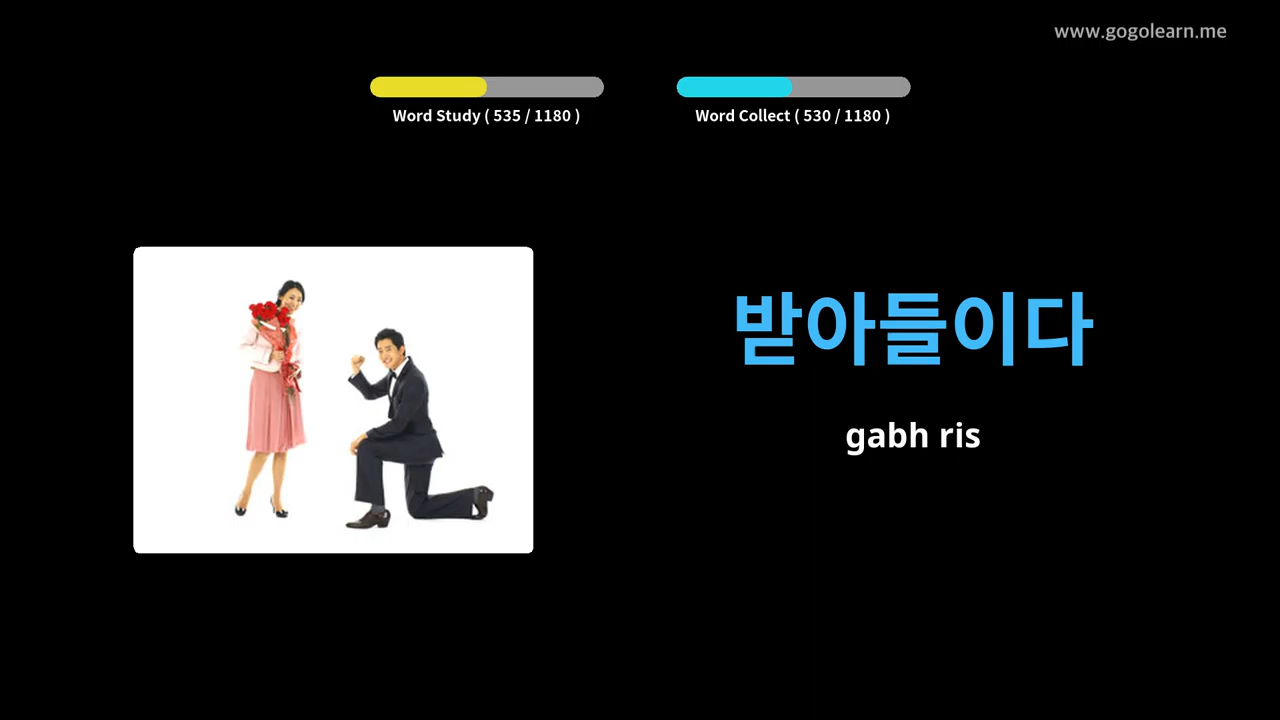 www.gogolearn.me
Word Study ( 535 / 1180 )
Word Collect ( 530 / 1180 )
받아들이다
gabh ris